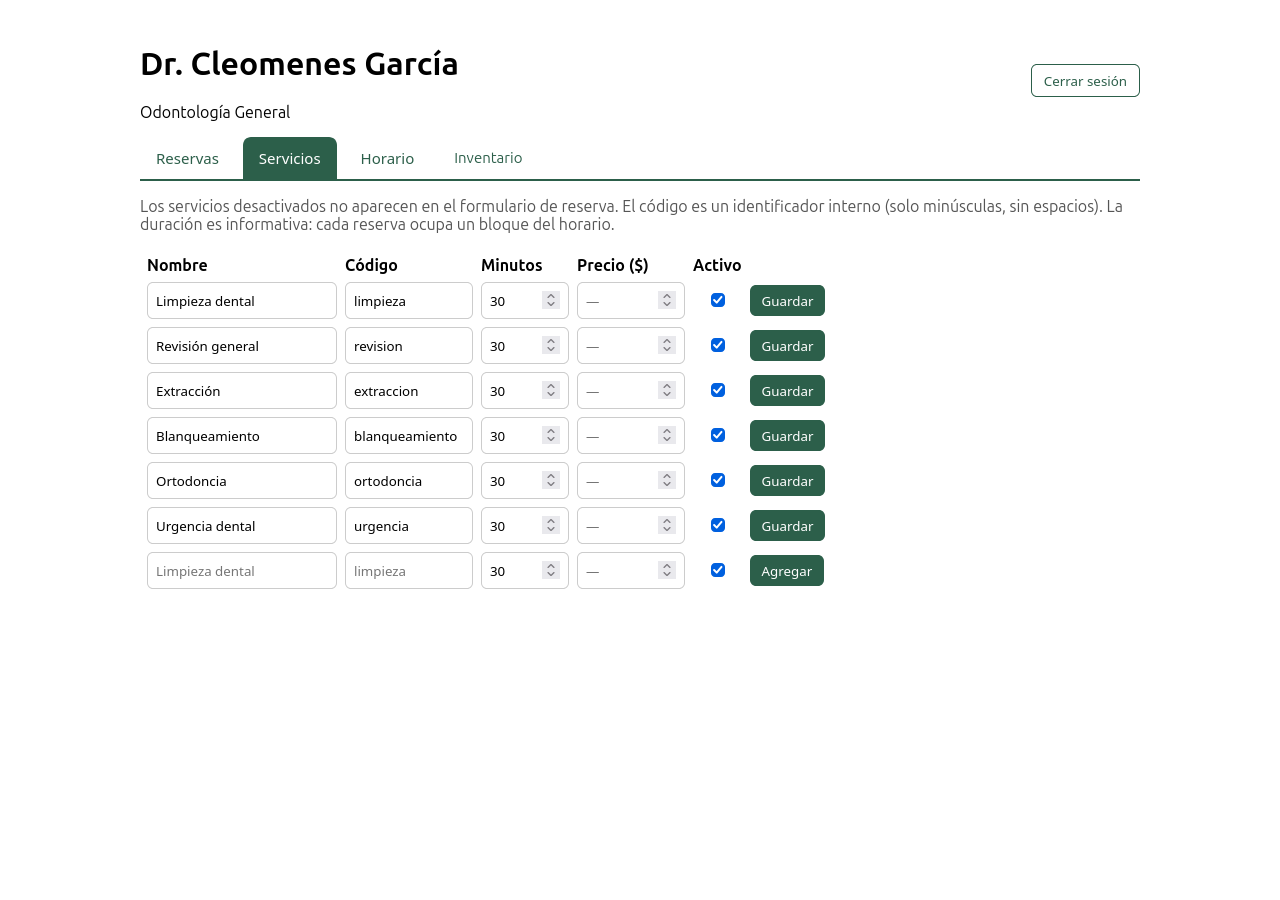 Dr. Cleomenes García
Cerrar sesión
Odontología General
Reservas Servicios Horario Inventario
Los servicios desactivados no aparecen en el formulario de reserva. El código es un identificador interno (solo minúsculas, sin espacios). La
duración es informativa: cada reserva ocupa un bloque del horario.
Nombre Código Minutos Precio ($) Activo
Limpieza dental limpieza 30 — Guardar
Revisión general revision 30 — Guardar
Extracción extraccion 30 — Guardar
Blanqueamiento blanqueamiento 30 — Guardar
Ortodoncia ortodoncia 30 — Guardar
Urgencia dental urgencia 30 — Guardar
Limpieza dental limpieza 30 — Agregar